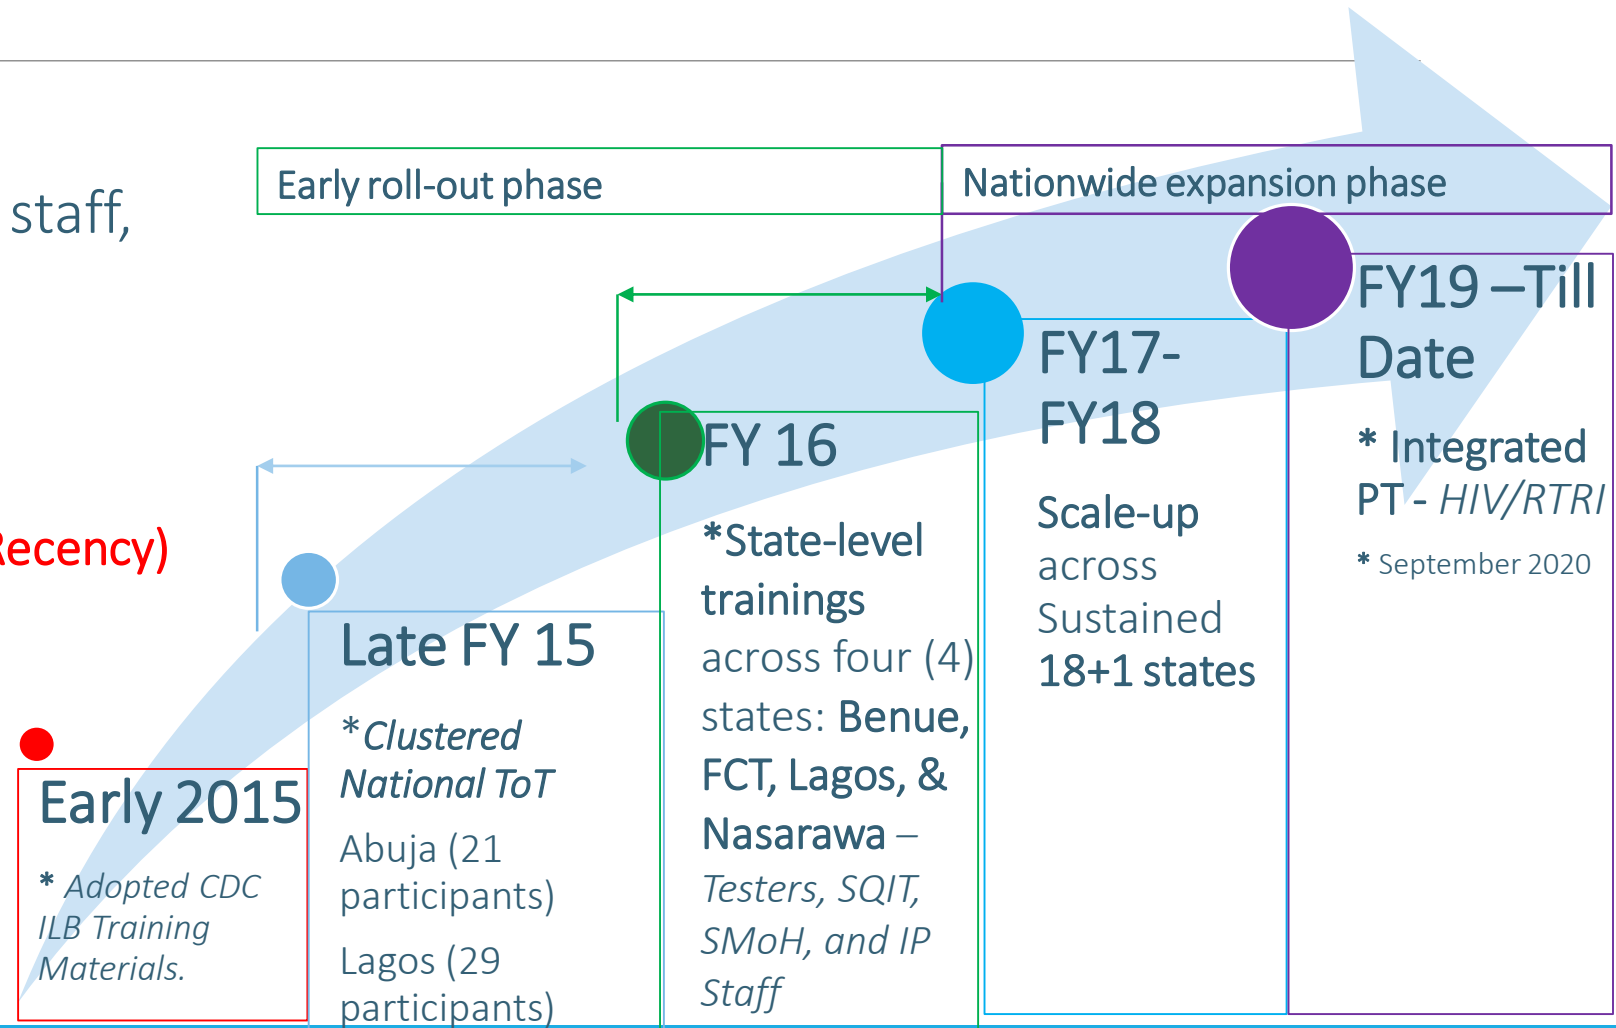 staff,
Recency)
Early roll-out phase
Nationwide expansion phase
Early 2015
* Adopted CDC
ILB Training
Materials.
Late FY 15
*Clustered
National ToT
Abuja (21
participants)
Lagos (29
participants)
FY 16
*State-level
trainings
across four (4)
states: Benue,
FCT, Lagos, &
Nasarawa –
Testers, SQIT,
SMoH, and IP
Staff
FY17-
FY18
Scale-up
across
Sustained
18+1 states
FY19 –Till
Date
* Integrated
PT - HIV/RTRI
* September 2020